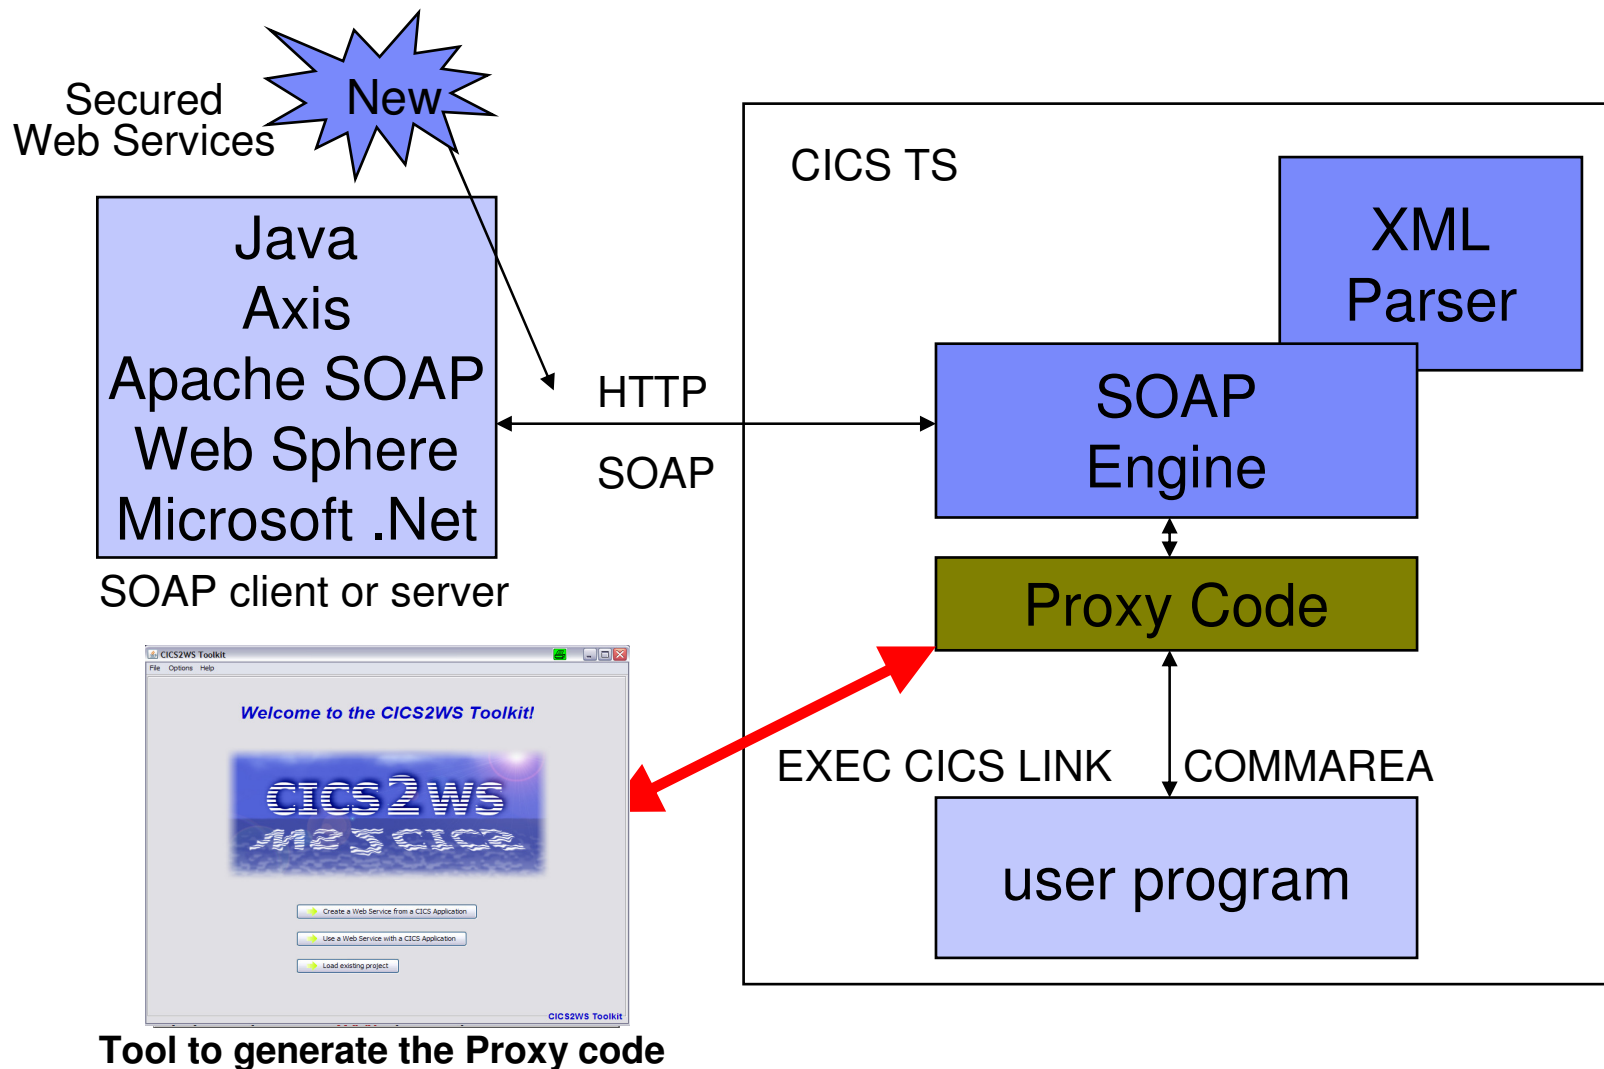 Secured
Web Services
New
Java
Axis
Apache SOAP
Web Sphere
Microsoft .Net
SOAP client or server
HTTP
SOAP
CICS TS
XML
Parser
SOAP
Engine
Proxy Code
EXEC CICS LINK
COMMAREA
user program
CICS2WS Toolkit
File Options Help
Welcome to the CICS2WS Toolkit!
CICS2WS
Create a Web Service from a CICS Application
Use a Web Service with a CICS Application
Load existing project
CICS2WS Toolkit
Tool to generate the Proxy code